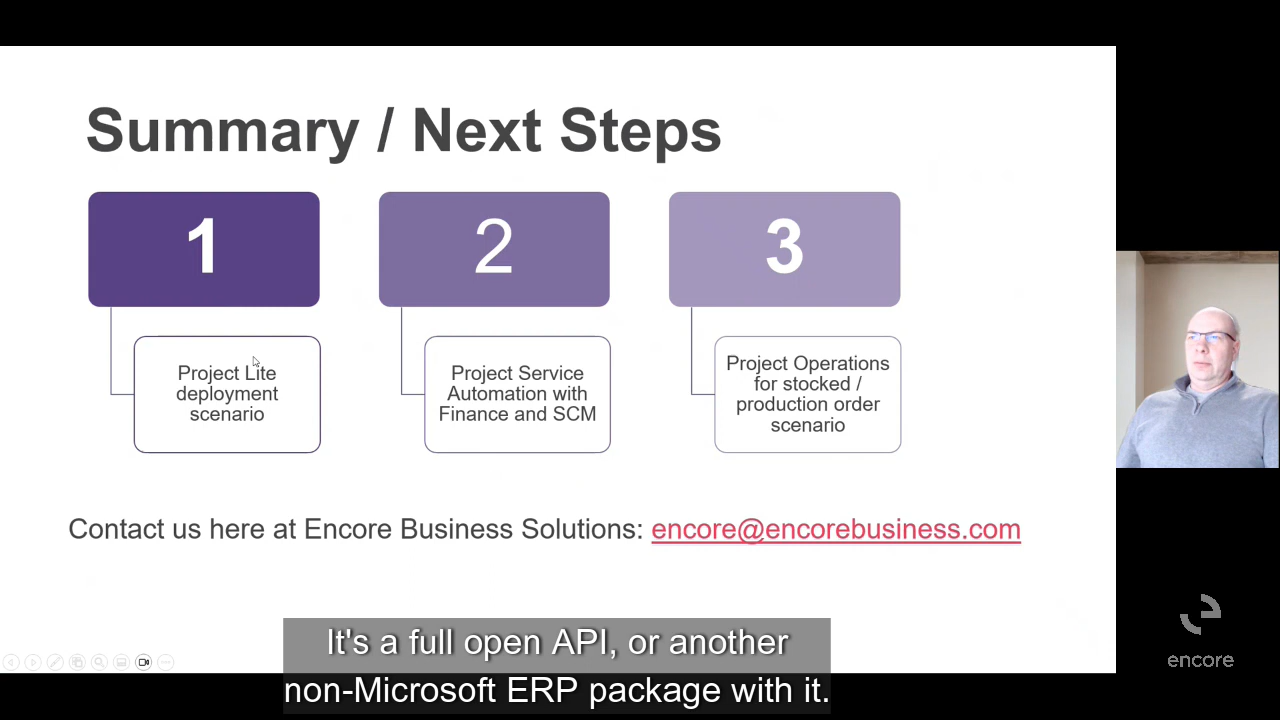 Summary / Next Steps
1
2
3
Project Lite
deployment
scenario
Project Service
Automation with
Finance and SCM
Project Operations
for stocked /
production order
scenario
Contact us here at Encore Business Solutions: encore@encorebusiness.com
encore
It's a full open API, or another
non-Microsoft ERP package with it.